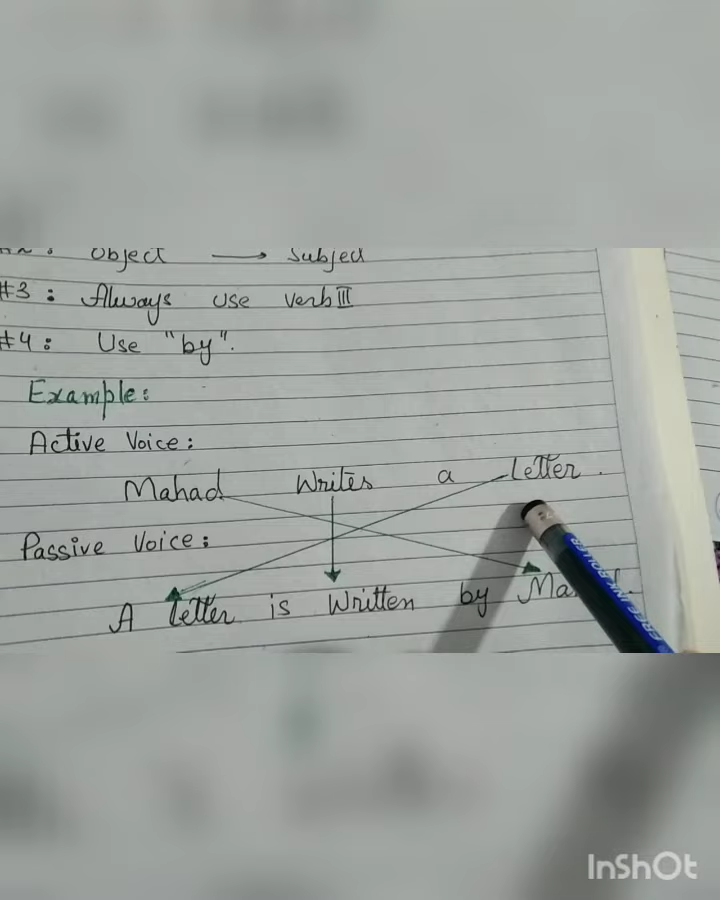 Object → Subject
#3 : Always use verb III
#4 : Use "by".
Example :
Active Voice :
Mahad Writes a Letter .
Passive Voice :
A letter is Written by
InShOt